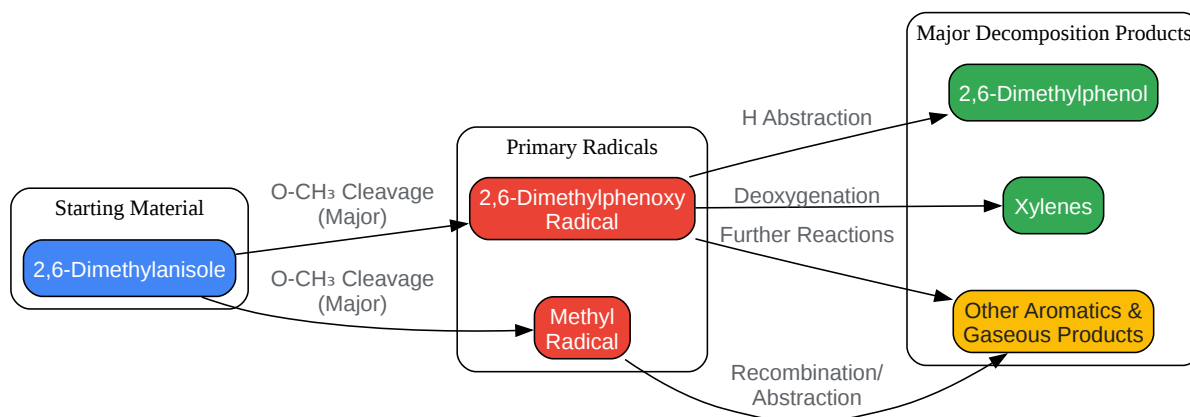 Major Decomposition Products
2,6-Dimethylphenol
H Abstraction
Primary Radicals
O-CH₃ Cleavage
(Major)
2,6-Dimethylphenoxy
Radical
Deoxygenation
Xylenes
Starting Material
Further Reactions
2,6-Dimethylanisole
O-CH₃ Cleavage
(Major)
Methyl
Radical
Other Aromatics &
Gaseous Products
Recombination/
Abstraction